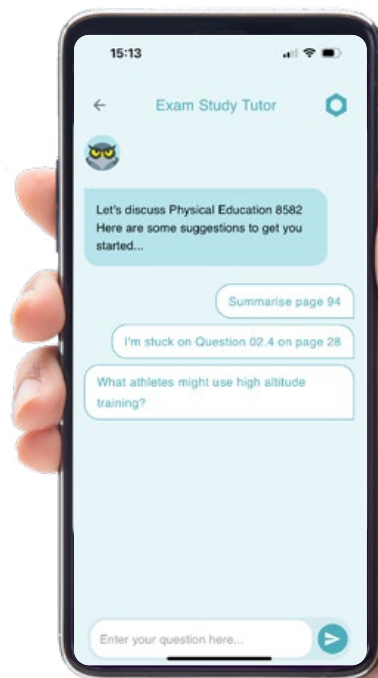 15:13
Exam Study Tutor
Let's discuss Physical Education 8582
Here are some suggestions to get you
started...
Summarise page 94
I'm stuck on Question 02.4 on page 28
What athletes might use high altitude
training?
Enter your question here...